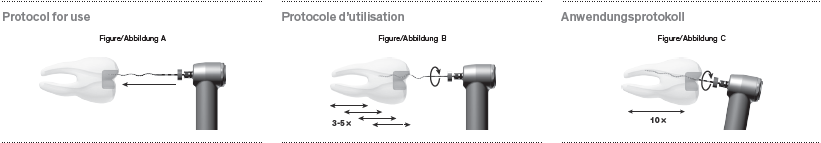 Protocol for use
Protocole d'utilisation
Anwendungsprotokoll
Figure/Abbildung A
Figure/Abbildung B
Figure/Abbildung C
3-5×
10×